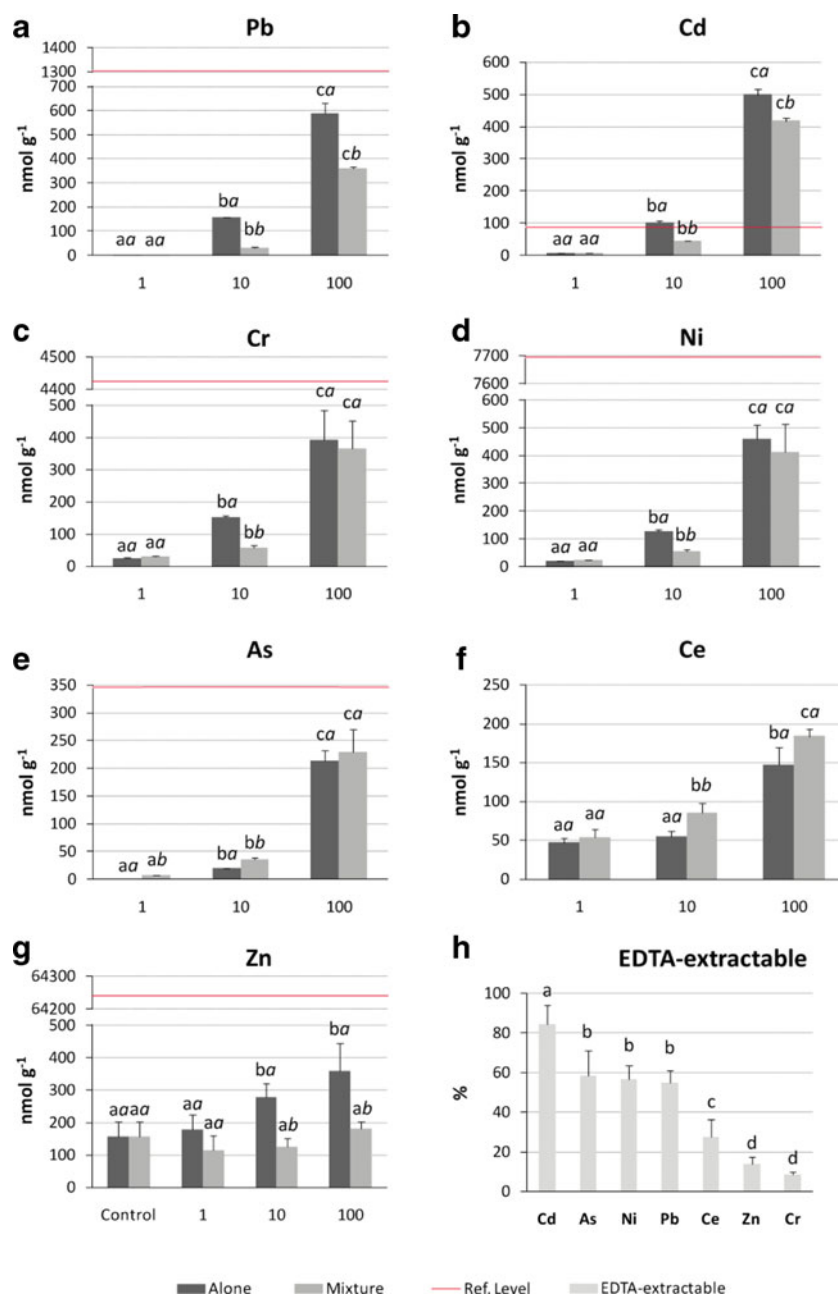 a Pb
1400
1300
700
600
500
400
300
200
100
0
nmol g⁻¹
aa aa
ba
bb
ca
cb
1 10 100
b Cd
600
500
400
300
200
100
0
nmol g⁻¹
aa aa
ba
bb
ca
cb
1 10 100
c Cr
4500
4400
500
400
300
200
100
0
nmol g⁻¹
aa aa
ba
bb
ca ca
1 10 100
d Ni
7700
7600
600
500
400
300
200
100
0
nmol g⁻¹
aa aa
ba
bb
ca ca
1 10 100
e As
350
300
250
200
150
100
50
0
nmol g⁻¹
aa ab
ba bb
ca ca
1 10 100
f Ce
250
200
150
100
50
0
nmol g⁻¹
aa aa
aa bb
ba ca
1 10 100
g Zn
64300
64200
500
400
300
200
100
0
nmol g⁻¹
aaaa
aa aa
ba ab
ba ab
Control 1 10 100
h EDTA-extractable
100
80
60
40
20
0
%
a b b b c d d
Cd As Ni Pb Ce Zn Cr
Alone Mixture Ref. Level EDTA-extractable